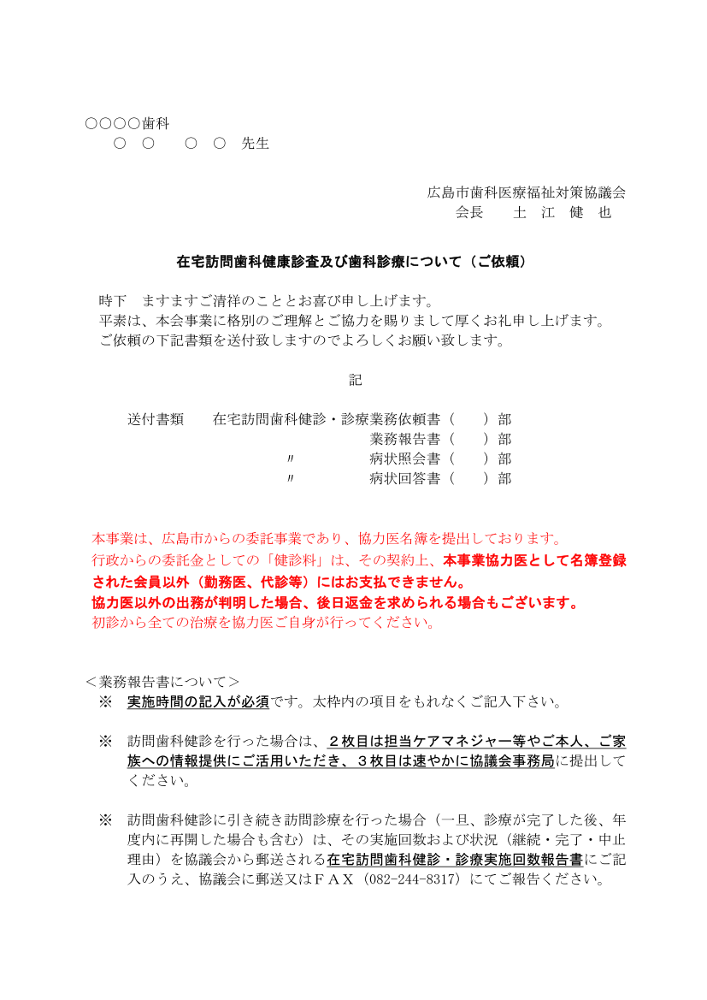 〇〇〇〇歯科
〇　〇　　〇　〇　先生
広島市歯科医療福祉対策協議会
会長　　土　江　健　也
在宅訪問歯科健康診査及び歯科診療について（ご依頼）
時下　ますますご清祥のこととお喜び申し上げます。
平素は、本会事業に格別のご理解とご協力を賜りまして厚くお礼申し上げます。
ご依頼の下記書類を送付致しますのでよろしくお願い致します。
記
送付書類　　在宅訪問歯科健診・診療業務依頼書（　　）部
業務報告書（　　）部
〃　　　　　病状照会書（　　）部
〃　　　　　病状回答書（　　）部
本事業は、広島市からの委託事業であり、協力医名簿を提出しております。
行政からの委託金としての「健診料」は、その契約上、本事業協力医として名簿登録
された会員以外（勤務医、代診等）にはお支払できません。
協力医以外の出務が判明した場合、後日返金を求められる場合もございます。
初診から全ての治療を協力医ご自身が行ってください。
＜業務報告書について＞
※　実施時間の記入が必須です。太枠内の項目をもれなくご記入下さい。
※　訪問歯科健診を行った場合は、２枚目は担当ケアマネジャー等やご本人、ご家
族への情報提供にご活用いただき、３枚目は速やかに協議会事務局に提出して
ください。
※　訪問歯科健診に引き続き訪問診療を行った場合（一旦、診療が完了した後、年
度内に再開した場合も含む）は、その実施回数および状況（継続・完了・中止
理由）を協議会から郵送される在宅訪問歯科健診・診療実施回数報告書にご記
入のうえ、協議会に郵送又はＦＡＸ（082-244-8317）にてご報告ください。